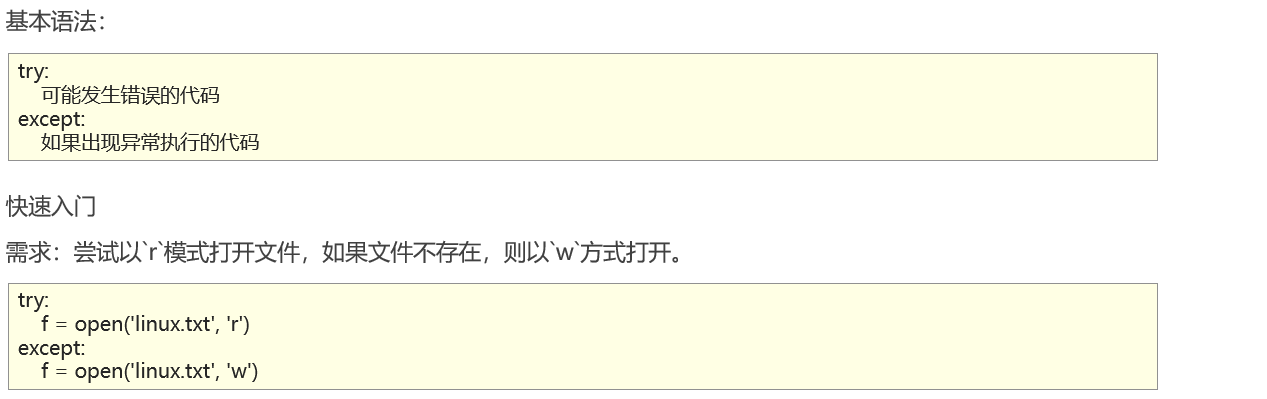 基本语法：
try:
    可能发生错误的代码
except:
    如果出现异常执行的代码
快速入门
需求：尝试以`r`模式打开文件，如果文件不存在，则以`w`方式打开。
try:
    f = open('linux.txt', 'r')
except:
    f = open('linux.txt', 'w')